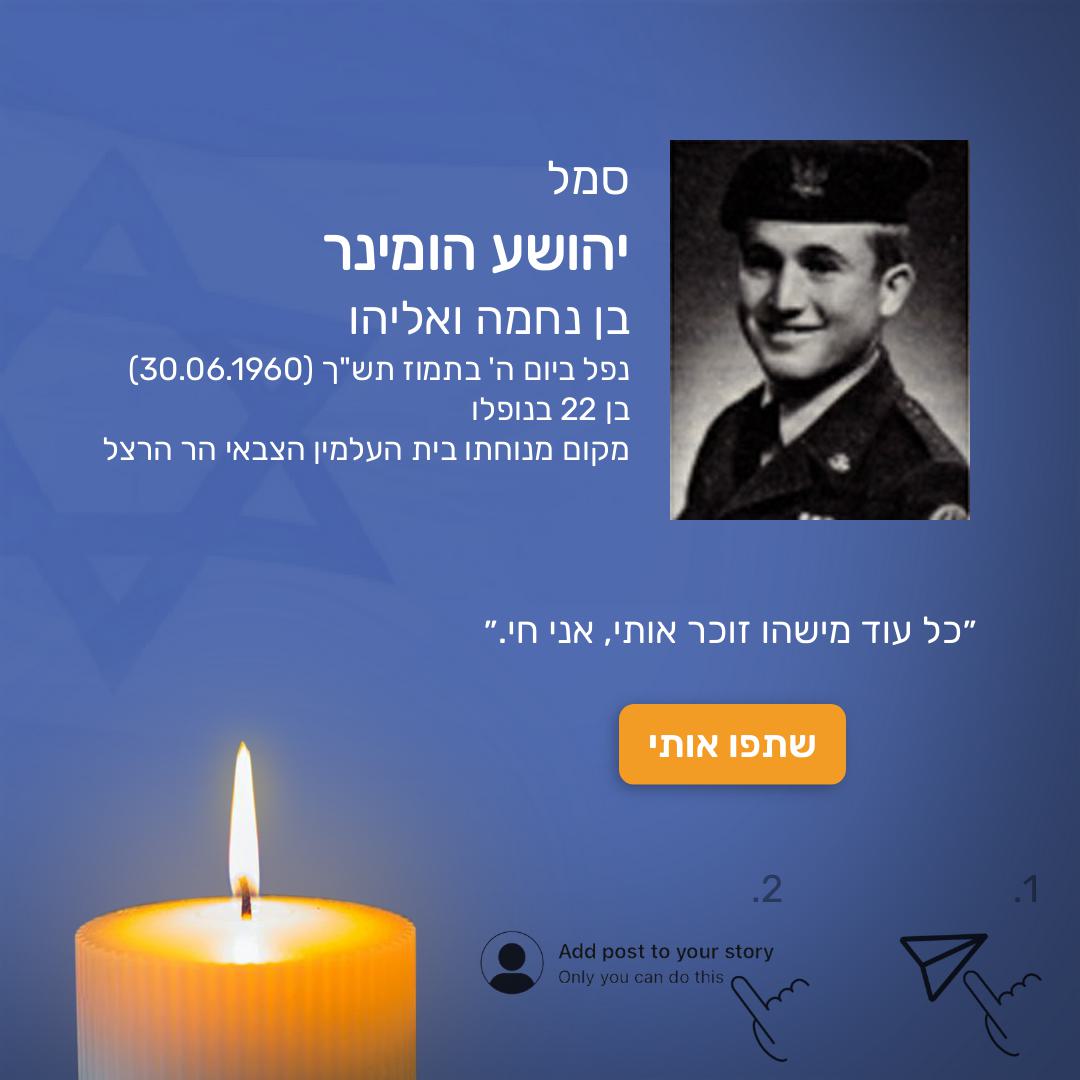 סמל
יהושע הומינר
בן נחמה ואליהו
נפל ביום ה' בתמוז תש"ך (30.06.1960)
בן 22 בנופלו
מקום מנוחתו בית העלמין הצבאי הר הרצל
״כל עוד מישהו זוכר אותי, אני חי.״
שתפו אותי
1.
2.
Add post to your story
Only you can do this